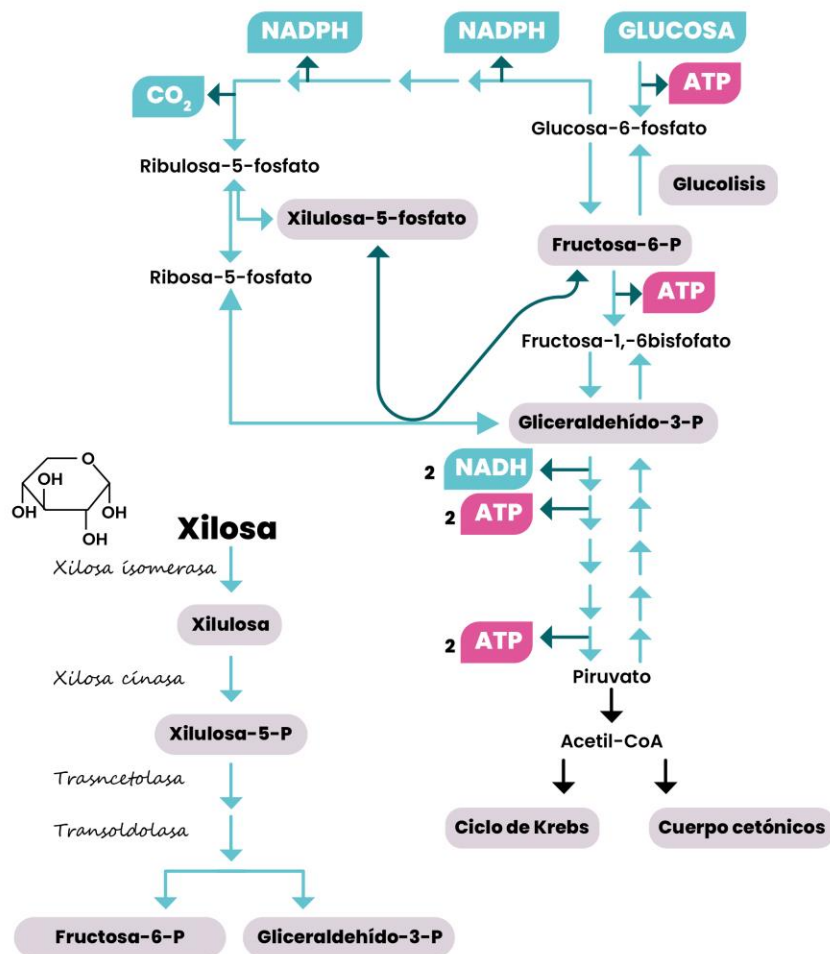 NADPH
NADPH
GLUCOSA
CO₂
ATP
Glucosa-6-fosfato
Ribulosa-5-fosfato
Glucolisis
Xilulosa-5-fosfato
Fructosa-6-P
Ribosa-5-fosfato
ATP
Fructosa-1,-6bisfofato
Gliceraldehído-3-P
2 NADH
2 ATP
2 ATP
Piruvato
Acetil-CoA
Ciclo de Krebs
Cuerpo cetónicos
O
OH
OH
OH
OH
Xilosa
Xilosa isomerasa
Xilulosa
Xilosa cinasa
Xilulosa-5-P
Trasncetolasa
Transoldolasa
Fructosa-6-P
Gliceraldehído-3-P